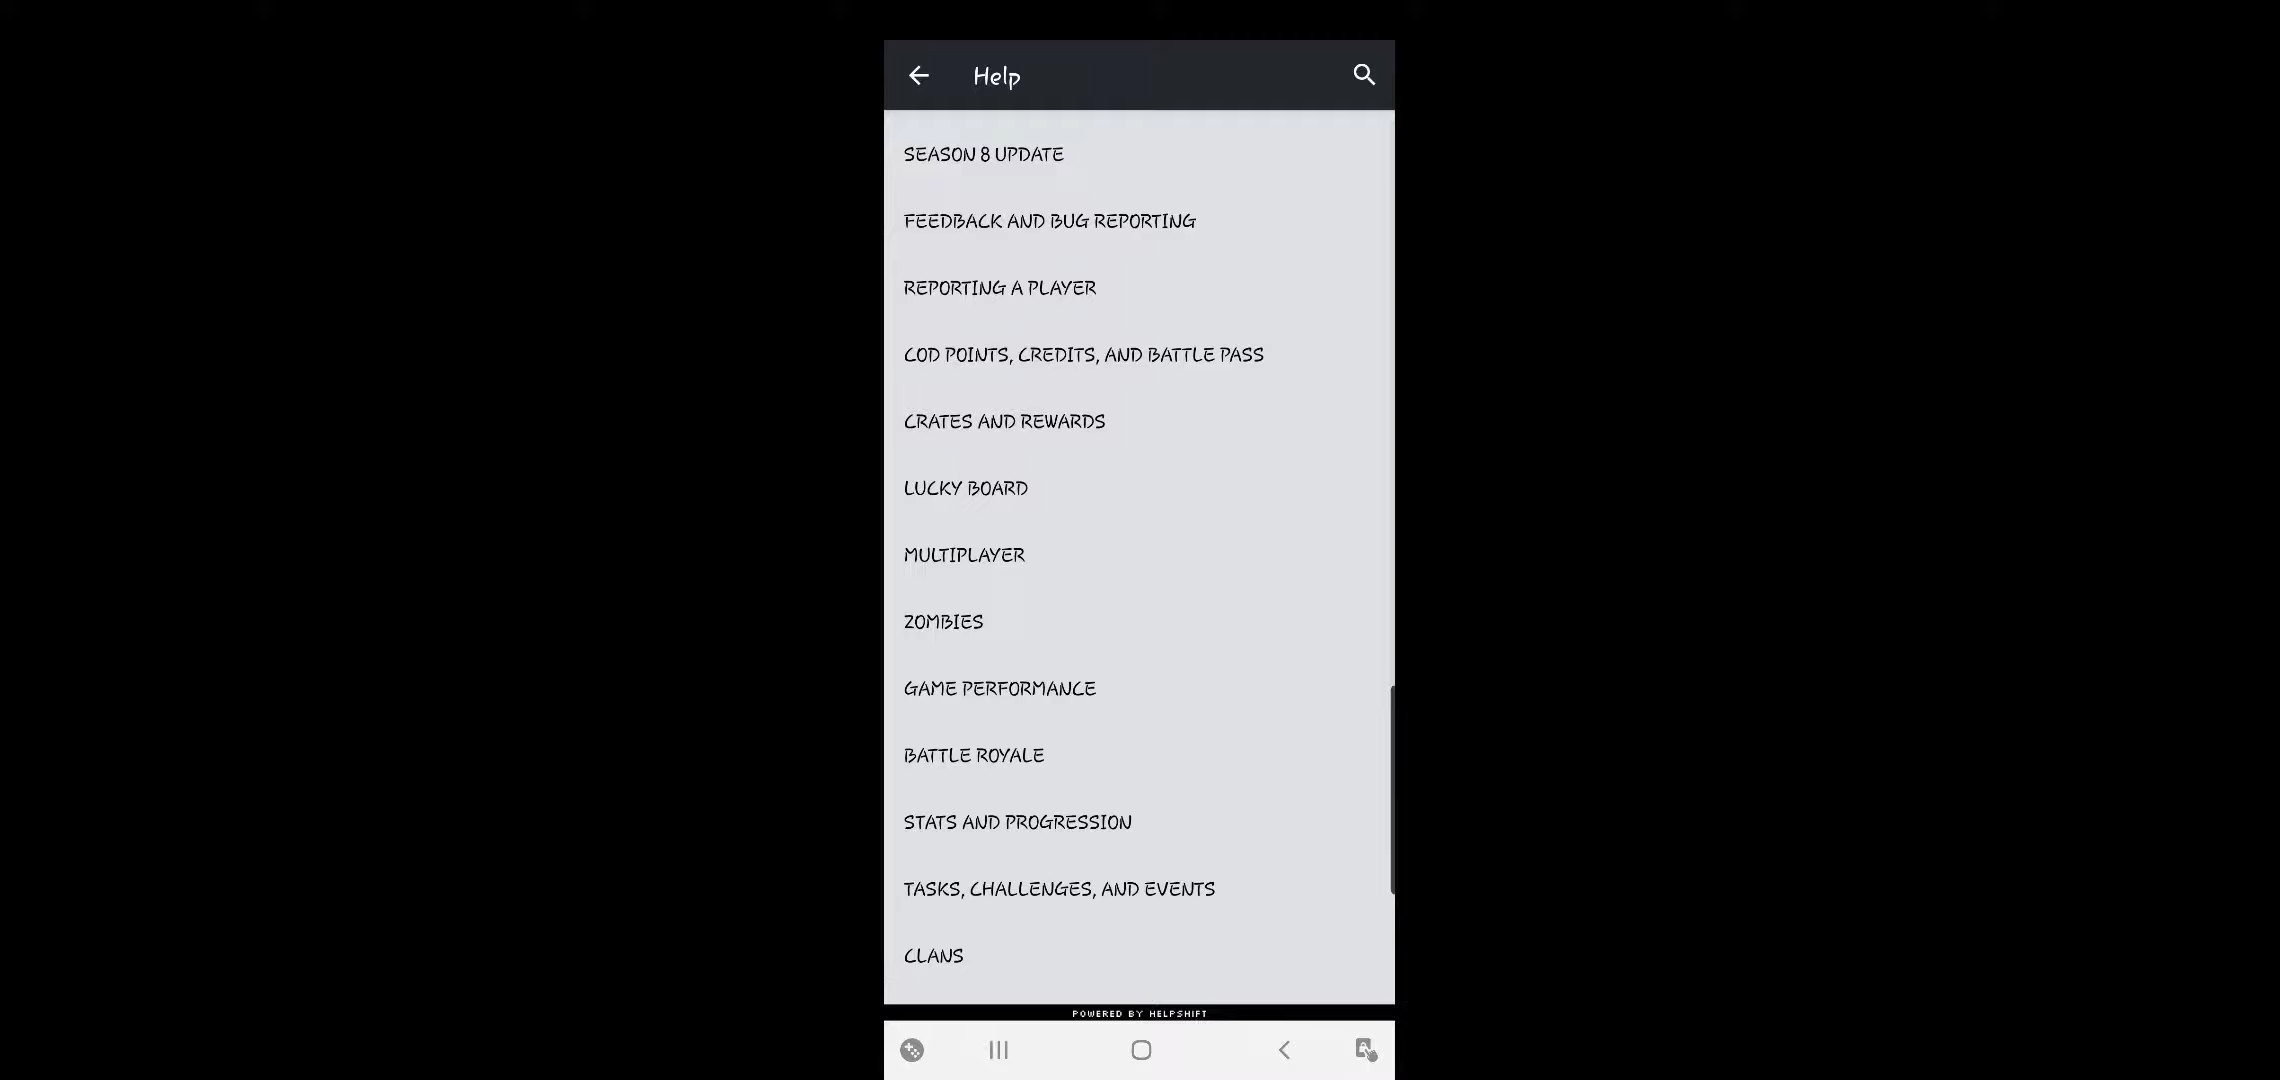 Help
SEASON 8 UPDATE
FEEDBACK AND BUG REPORTING
REPORTING A PLAYER
COD POINTS, CREDITS, AND BATTLE PASS
CRATES AND REWARDS
LUCKY BOARD
MULTIPLAYER
ZOMBIES
GAME PERFORMANCE
BATTLE ROYALE
STATS AND PROGRESSION
TASKS, CHALLENGES, AND EVENTS
CLANS
POWERED BY HELPSHIFT